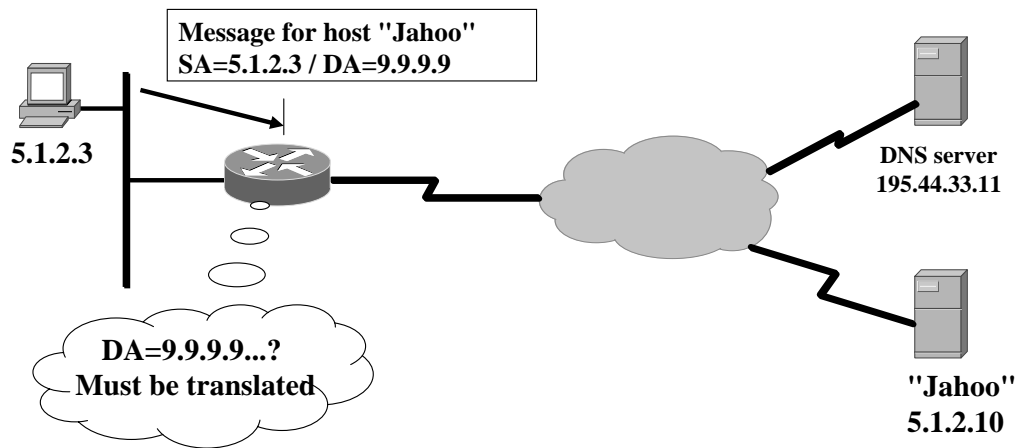 Message for host "Jahoo"
SA=5.1.2.3 / DA=9.9.9.9
5.1.2.3
DNS server
195.44.33.11
DA=9.9.9.9...?
Must be translated
"Jahoo"
5.1.2.10